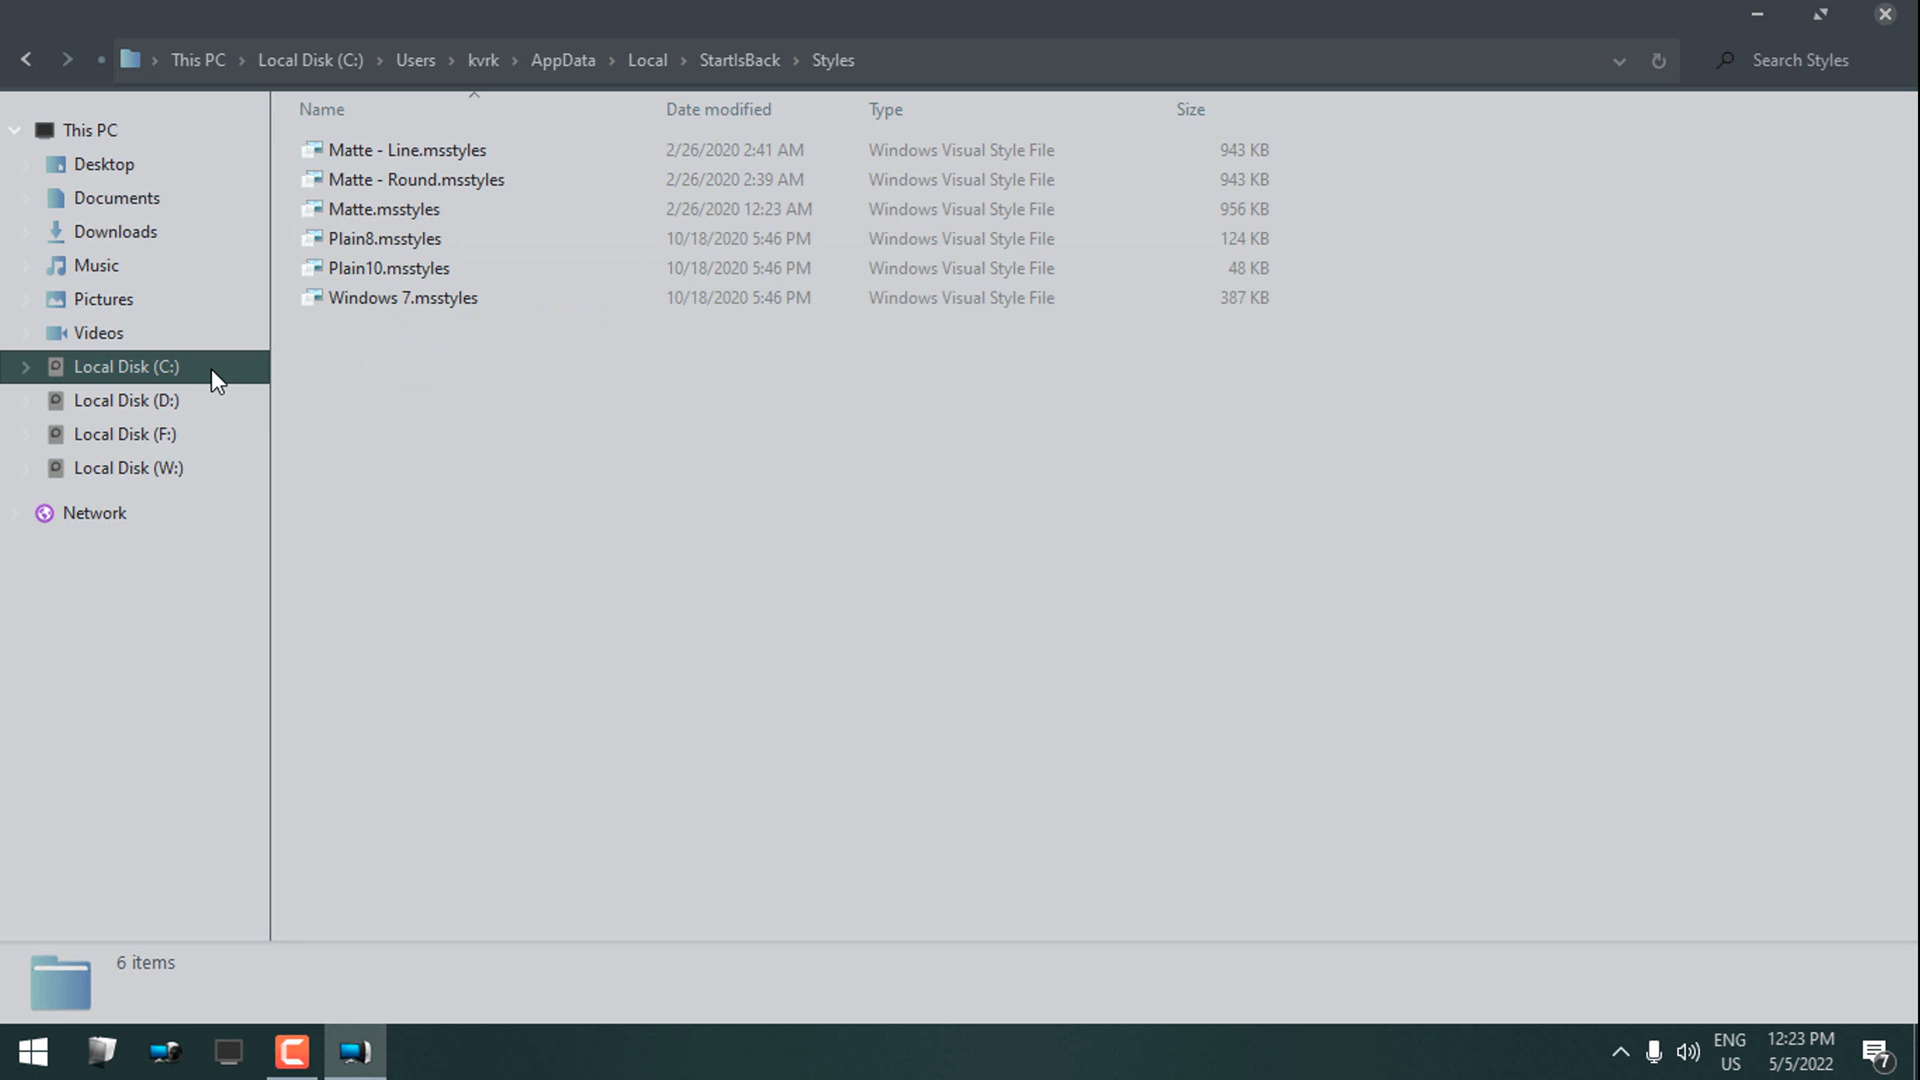 This PC > Local Disk (C:) > Users > kvrk > AppData > Local > StartIsBack > Styles
Search Styles
Name Date modified Type Size
This PC
Desktop
Documents
Downloads
Music
Pictures
Videos
Local Disk (C:)
Local Disk (D:)
Local Disk (F:)
Local Disk (W:)
Network
Matte - Line.msstyles 2/26/2020 2:41 AM Windows Visual Style File 943 KB
Matte - Round.msstyles 2/26/2020 2:39 AM Windows Visual Style File 943 KB
Matte.msstyles 2/26/2020 12:23 AM Windows Visual Style File 956 KB
Plain8.msstyles 10/18/2020 5:46 PM Windows Visual Style File 124 KB
Plain10.msstyles 10/18/2020 5:46 PM Windows Visual Style File 48 KB
Windows 7.msstyles 10/18/2020 5:46 PM Windows Visual Style File 387 KB
6 items
ENG
US
12:23 PM
5/5/2022
7